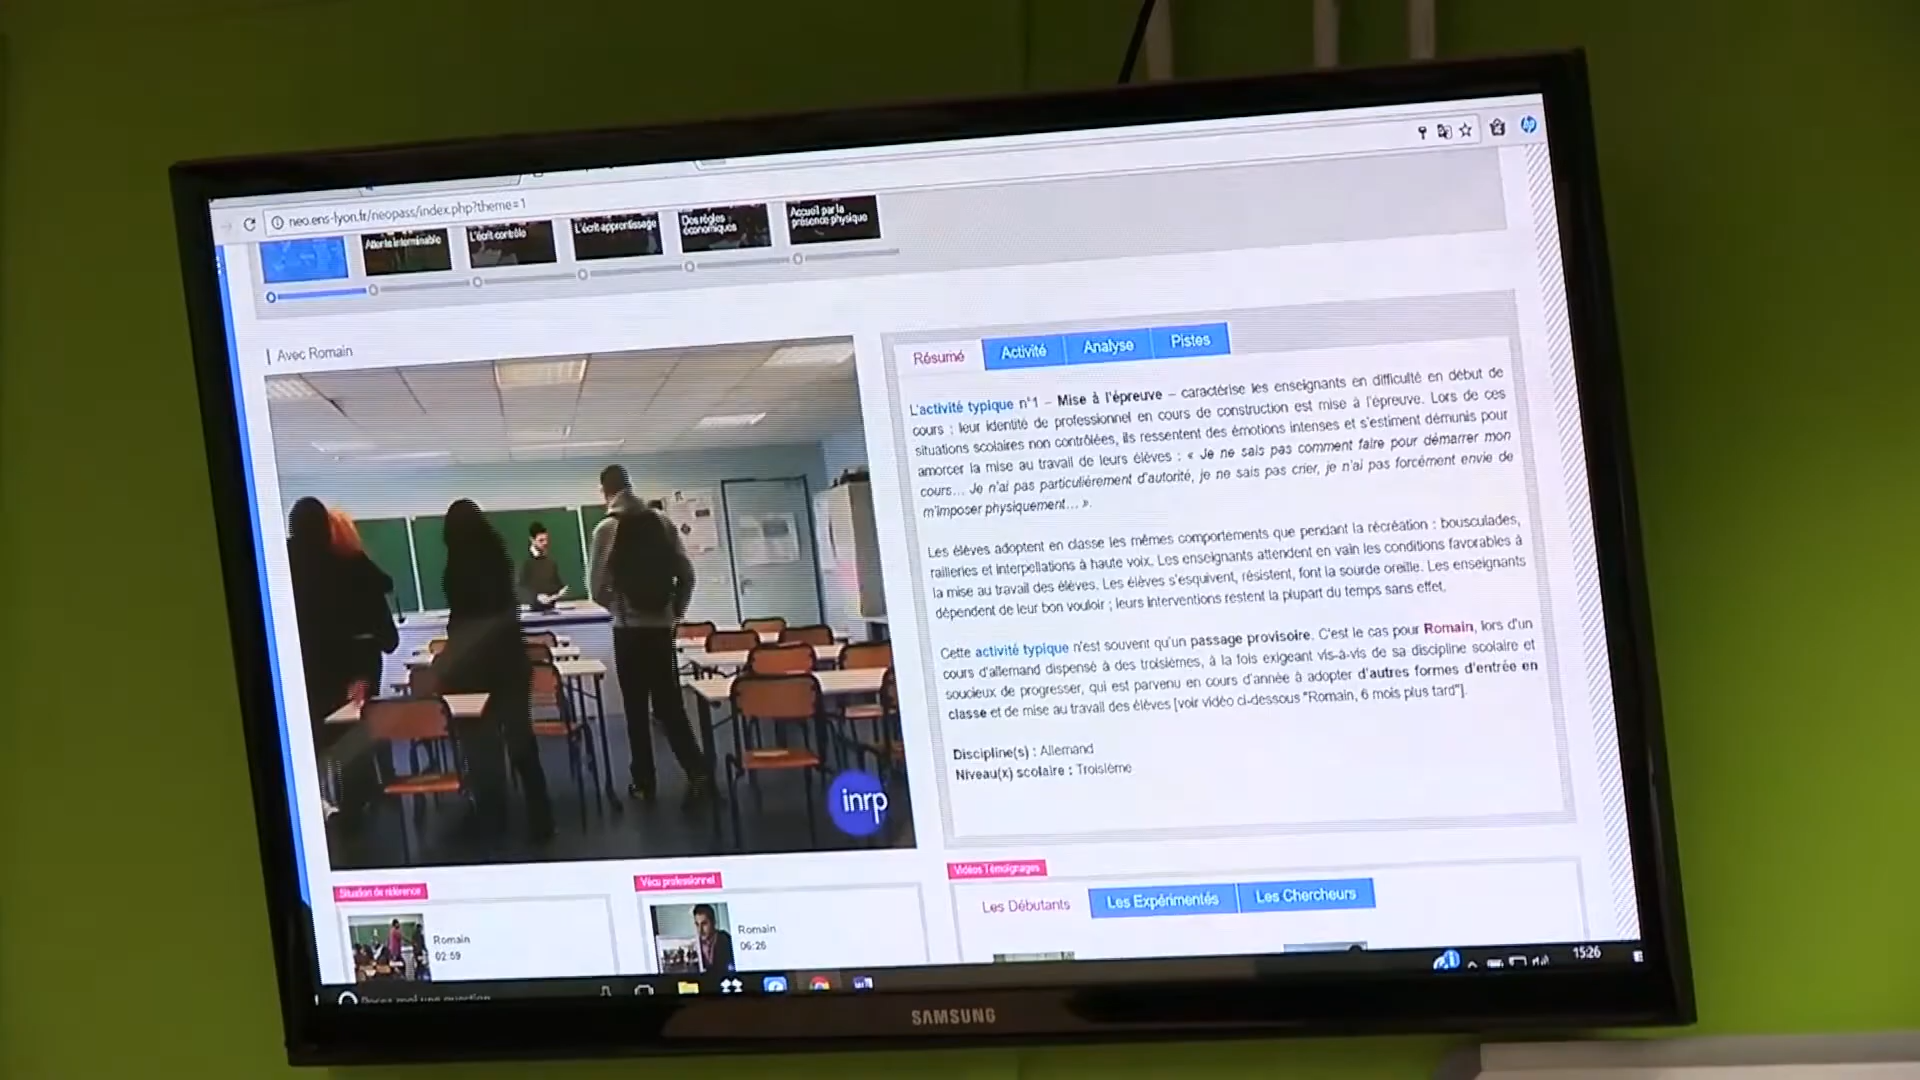 neo.ens-lyon.fr/neopass/index.php?theme=1
Attente interminable
L'écrit contrôle
L'écrit apprentissage
Des règles
économiques
Accueil par la
présence physique
Avec Romain
Résumé
Activité
Analyse
Pistes
L'activité typique n°1 – Mise à l'épreuve – caractérise les enseignants en difficulté en début de
cours : leur identité de professionnel en cours de construction est mise à l'épreuve. Lors de ces
situations scolaires non contrôlées, ils ressentent des émotions intenses et s'estiment démunis pour
amorcer la mise au travail de leurs élèves : « Je ne sais pas comment faire pour démarrer mon
cours... Je n'ai pas particulièrement d'autorité, je ne sais pas crier, je n'ai pas forcément envie de
m'imposer physiquement... ».
Les élèves adoptent en classe les mêmes comportements que pendant la récréation : bousculades,
railleries et interpellations à haute voix. Les enseignants attendent en vain les conditions favorables à
la mise au travail des élèves. Les élèves s'esquivent, résistent, font la sourde oreille. Les enseignants
dépendent de leur bon vouloir ; leurs interventions restent la plupart du temps sans effet.
Cette activité typique n'est souvent qu'un passage provisoire. C'est le cas pour Romain, lors d'un
cours d'allemand dispensé à des troisièmes, à la fois exigeant vis-à-vis de sa discipline scolaire et
soucieux de progresser, qui est parvenu en cours d'année à adopter d'autres formes d'entrée en
classe et de mise au travail des élèves [voir vidéo ci-dessous "Romain, 6 mois plus tard"].
Discipline(s) : Allemand
Niveau(x) scolaire : Troisième
inrp
Situation de référence
Romain
02:59
Vécu professionnel
Romain
06:26
Vidéos Témoignages
Les Débutants
Les Expérimentés
Les Chercheurs
Posez-moi une question
15:26
SAMSUNG